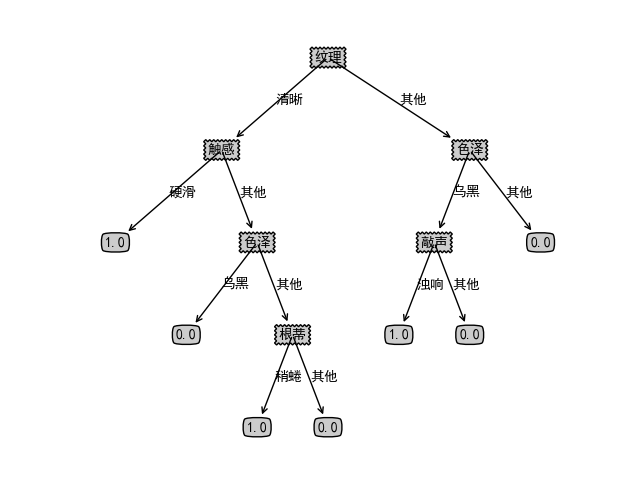 纹理
清晰 其他
触感 色泽
硬滑 其他 乌黑 其他
1.0 色泽 敲声 0.0
乌黑 其他 浊响 其他
0.0 根蒂 1.0 0.0
稍蜷 其他
1.0 0.0